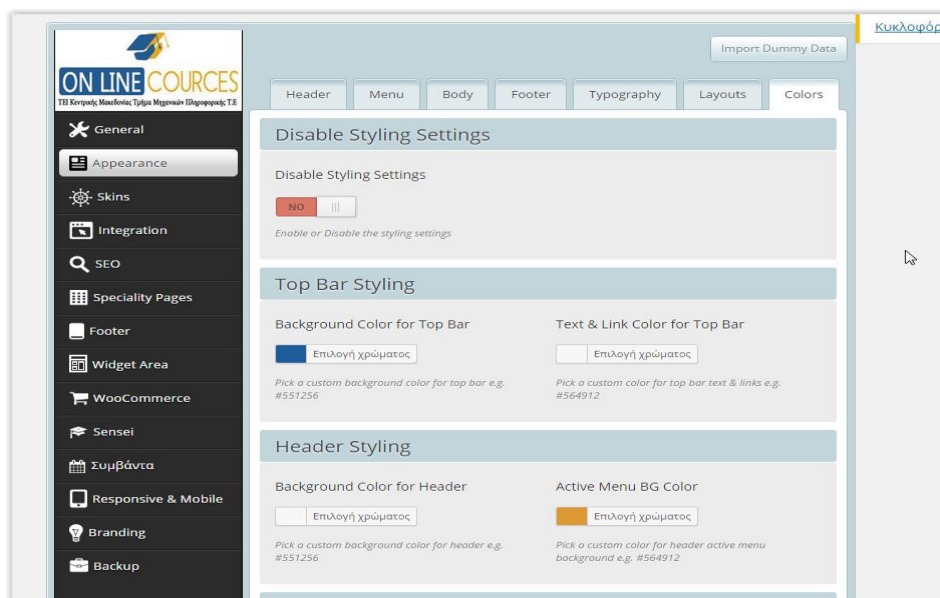 Κυκλοφόρ
ON LINE COURCES
ΤΕΙ Κεντρικής Μακεδονίας Τμήμα Μηχανικών Πληροφορικής Τ.Ε
Import Dummy Data
Header Menu Body Footer Typography Layouts Colors
General
Appearance
Skins
Integration
SEO
Speciality Pages
Footer
Widget Area
WooCommerce
Sensei
Συμβάντα
Responsive & Mobile
Branding
Backup
Disable Styling Settings
Disable Styling Settings
NO
Enable or Disable the styling settings
Top Bar Styling
Background Color for Top Bar
Επιλογή χρώματος
Pick a custom background color for top bar e.g.
#551256
Text & Link Color for Top Bar
Επιλογή χρώματος
Pick a custom color for top bar text & links e.g.
#564912
Header Styling
Background Color for Header
Επιλογή χρώματος
Pick a custom background color for header e.g.
#551256
Active Menu BG Color
Επιλογή χρώματος
Pick a custom color for header active menu
background e.g. #564912